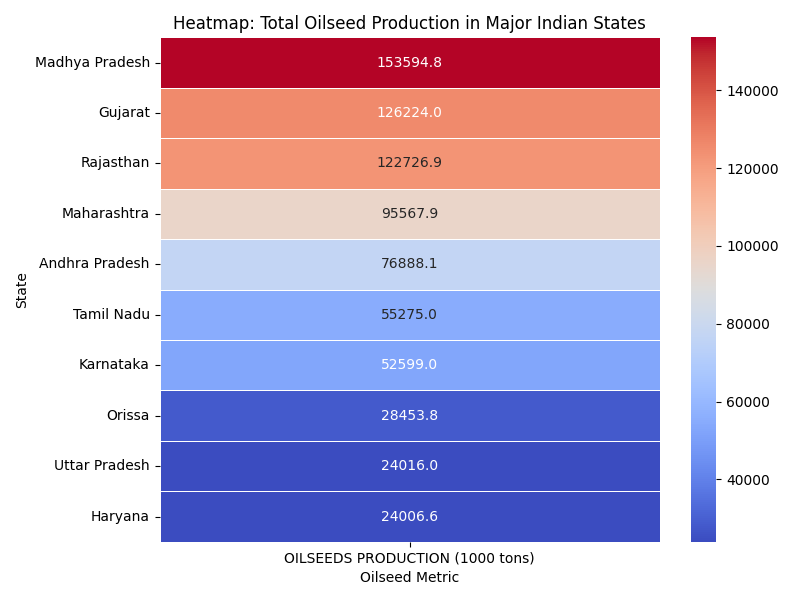 Heatmap: Total Oilseed Production in Major Indian States
Madhya Pradesh 153594.8
Gujarat 126224.0
Rajasthan 122726.9
Maharashtra 95567.9
Andhra Pradesh 76888.1
Tamil Nadu 55275.0
Karnataka 52599.0
Orissa 28453.8
Uttar Pradesh 24016.0
Haryana 24006.6
State
OILSEEDS PRODUCTION (1000 tons)
Oilseed Metric
140000
120000
100000
80000
60000
40000